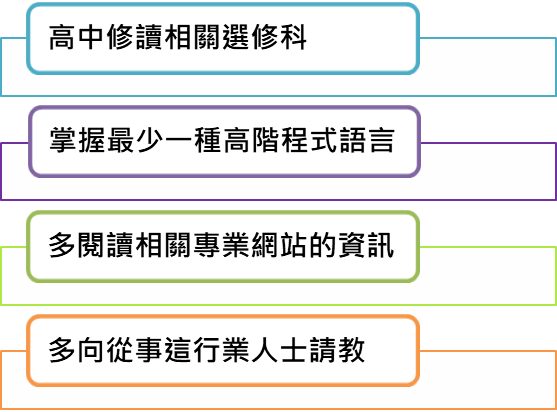 高中修讀相關選修科
掌握最少一種高階程式語言
多閱讀相關專業網站的資訊
多向從事這行業人士請教